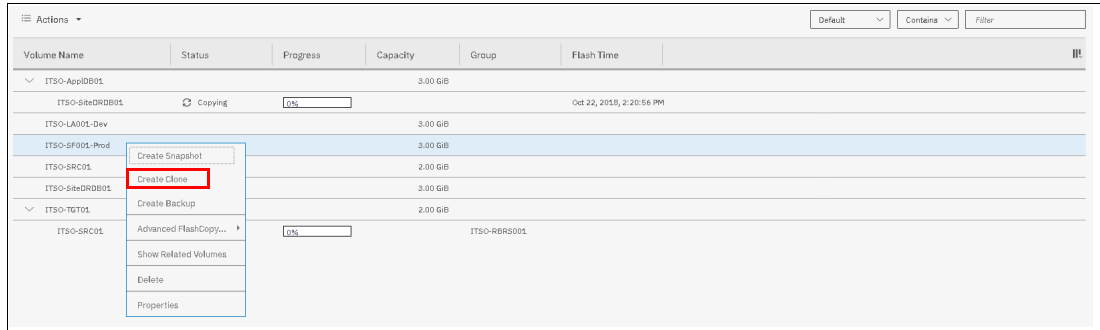 Actions Default Contains Filter
Volume Name Status Progress Capacity Group Flash Time
ITSO-ApplDB01 3.00 GiB
ITSO-SiteDRDB01 Copying 0% Oct 22, 2018, 2:20:56 PM
ITSO-LA001-Dev 3.00 GiB
ITSO-SF001-Prod 3.00 GiB
Create Snapshot
ITSO-SRC01 2.00 GiB
Create Clone
ITSO-SiteDRDB01 3.00 GiB
Create Backup
ITSO-TGT01 2.00 GiB
Advanced FlashCopy...
ITSO-SRC01 0% ITSO-RBRS001
Show Related Volumes
Delete
Properties